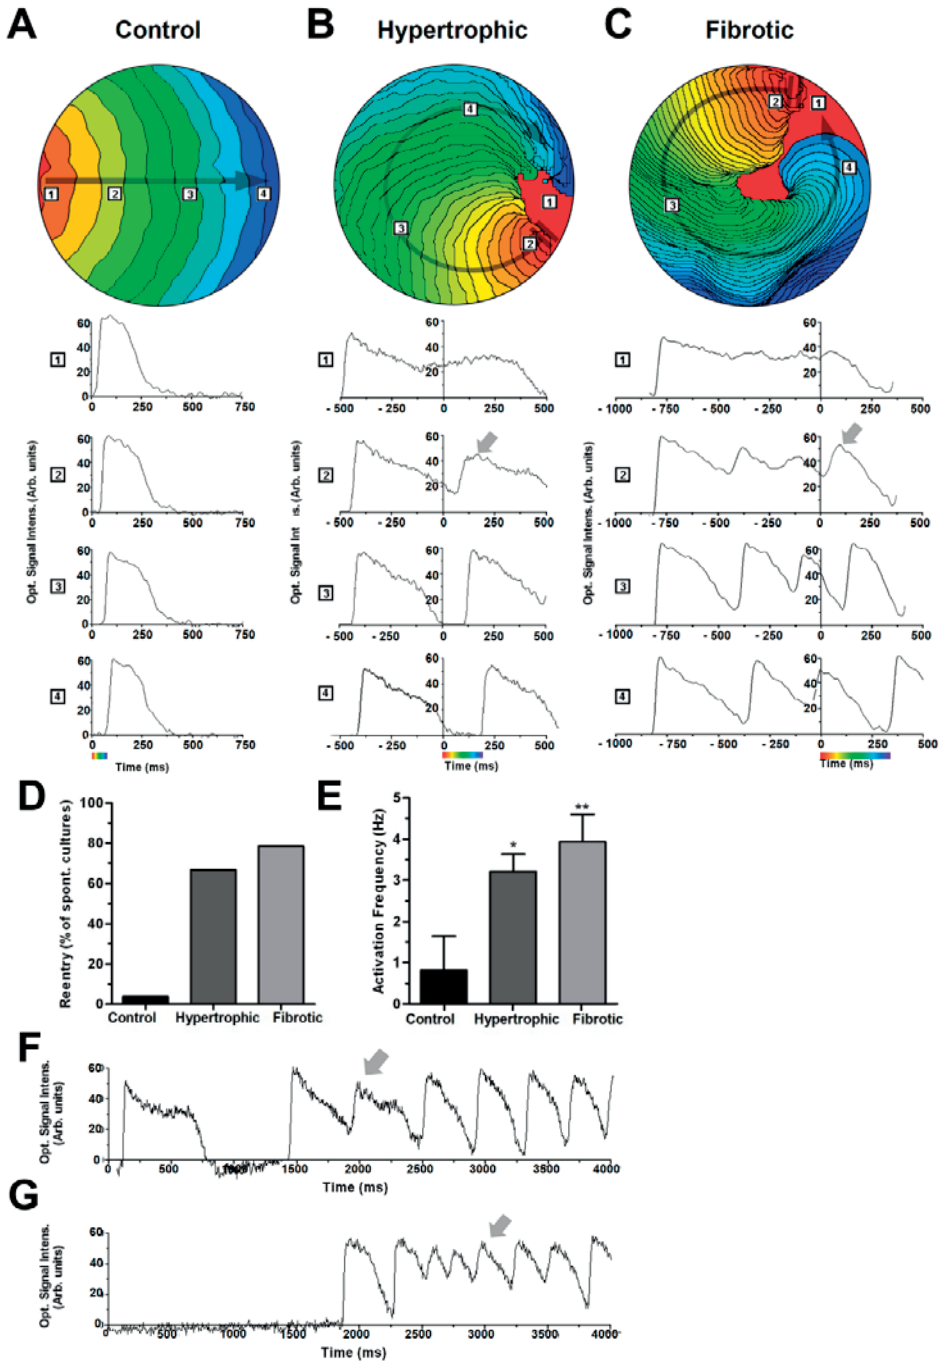 A Control B Hypertrophic C Fibrotic
1 2 3 4
4 1 3 2
2 1 4 3
Opt. Signal Intens. (Arb. units)
Opt. Signal Int s. (Arb. units)
Opt. Signal Intens. (Arb. units)
1 60 40 20 0 0 250 500 750
1 60 40 20 - 500 - 250 0 250 500
1 60 40 20 - 1000 - 750 - 500 - 250 0 250 500
2 60 40 20 0 0 250 500 750
2 60 40 20 - 500 - 250 0 250 500
2 60 40 20 - 1000 - 750 - 500 - 250 0 250 500
3 60 40 20 0 0 250 500 750
3 60 40 20 - 500 - 250 0 250 500
3 60 40 20 - 1000 - 750 - 500 - 250 0 250 500
4 60 40 20 0 0 250 500 750
4 60 40 20 - 500 - 250 0 250 500
4 60 40 20 - 1000 - 750 - 500 - 250 0 250 500
Time (ms) Time (ms) Time (ms)
D
Reentry (% of spont. cultures)
100
80
60
40
20
0
Control Hypertrophic Fibrotic
E
Activation Frequency (Hz)
5
4
3
2
1
0
* **
Control Hypertrophic Fibrotic
F
Opt. Signal Intens.
(Arb. units)
60
40
20
0
0 500 1000 1500 2000 2500 3000 3500 4000
Time (ms)
G
Opt. Signal Intens.
(Arb. units)
60
40
20
0
0 500 1000 1500 2000 2500 3000 3500 4000
Time (ms)